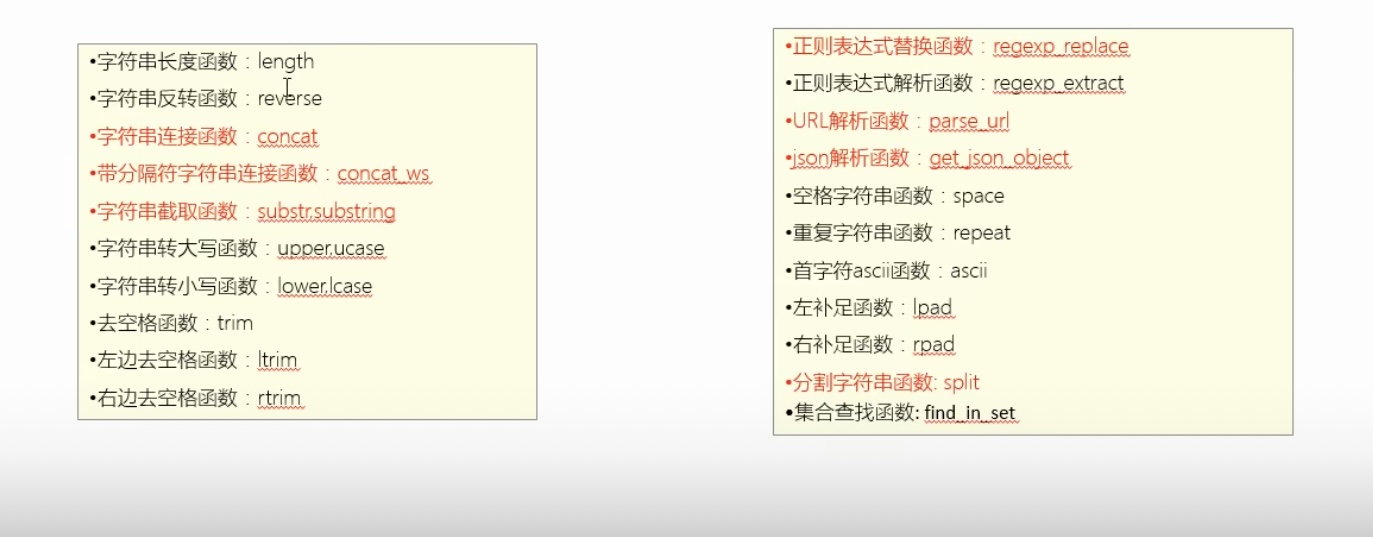 •字符串长度函数：length
•字符串反转函数：reverse
•字符串连接函数：concat
•带分隔符字符串连接函数：concat_ws
•字符串截取函数：substr,substring
•字符串转大写函数：upper,ucase
•字符串转小写函数：lower,lcase
•去空格函数：trim
•左边去空格函数：ltrim
•右边去空格函数：rtrim
•正则表达式替换函数：regexp_replace
•正则表达式解析函数：regexp_extract
•URL解析函数：parse_url
•json解析函数：get_json_object
•空格字符串函数：space
•重复字符串函数：repeat
•首字符ascii函数：ascii
•左补足函数：lpad
•右补足函数：rpad
•分割字符串函数: split
•集合查找函数: find_in_set